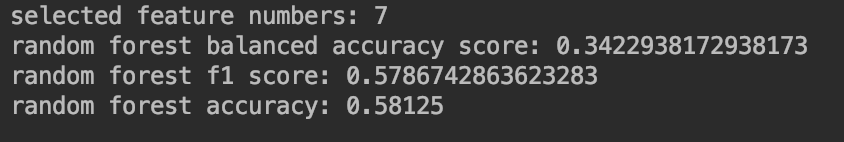 selected feature numbers: 7
random forest balanced accuracy score: 0.3422938172938173
random forest f1 score: 0.5786742863623283
random forest accuracy: 0.58125